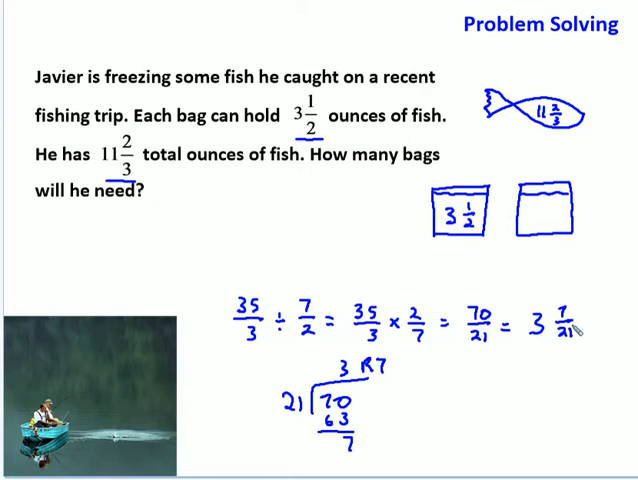 Problem Solving
Javier is freezing some fish he caught on a recent
fishing trip. Each bag can hold 3 1/2 ounces of fish.
He has 11 2/3 total ounces of fish. How many bags
will he need?
11 2/3
3 1/2
35/3 ÷ 7/2 = 35/3 × 2/7 = 70/21 = 3 7/21
3 R7
21 70
63
7